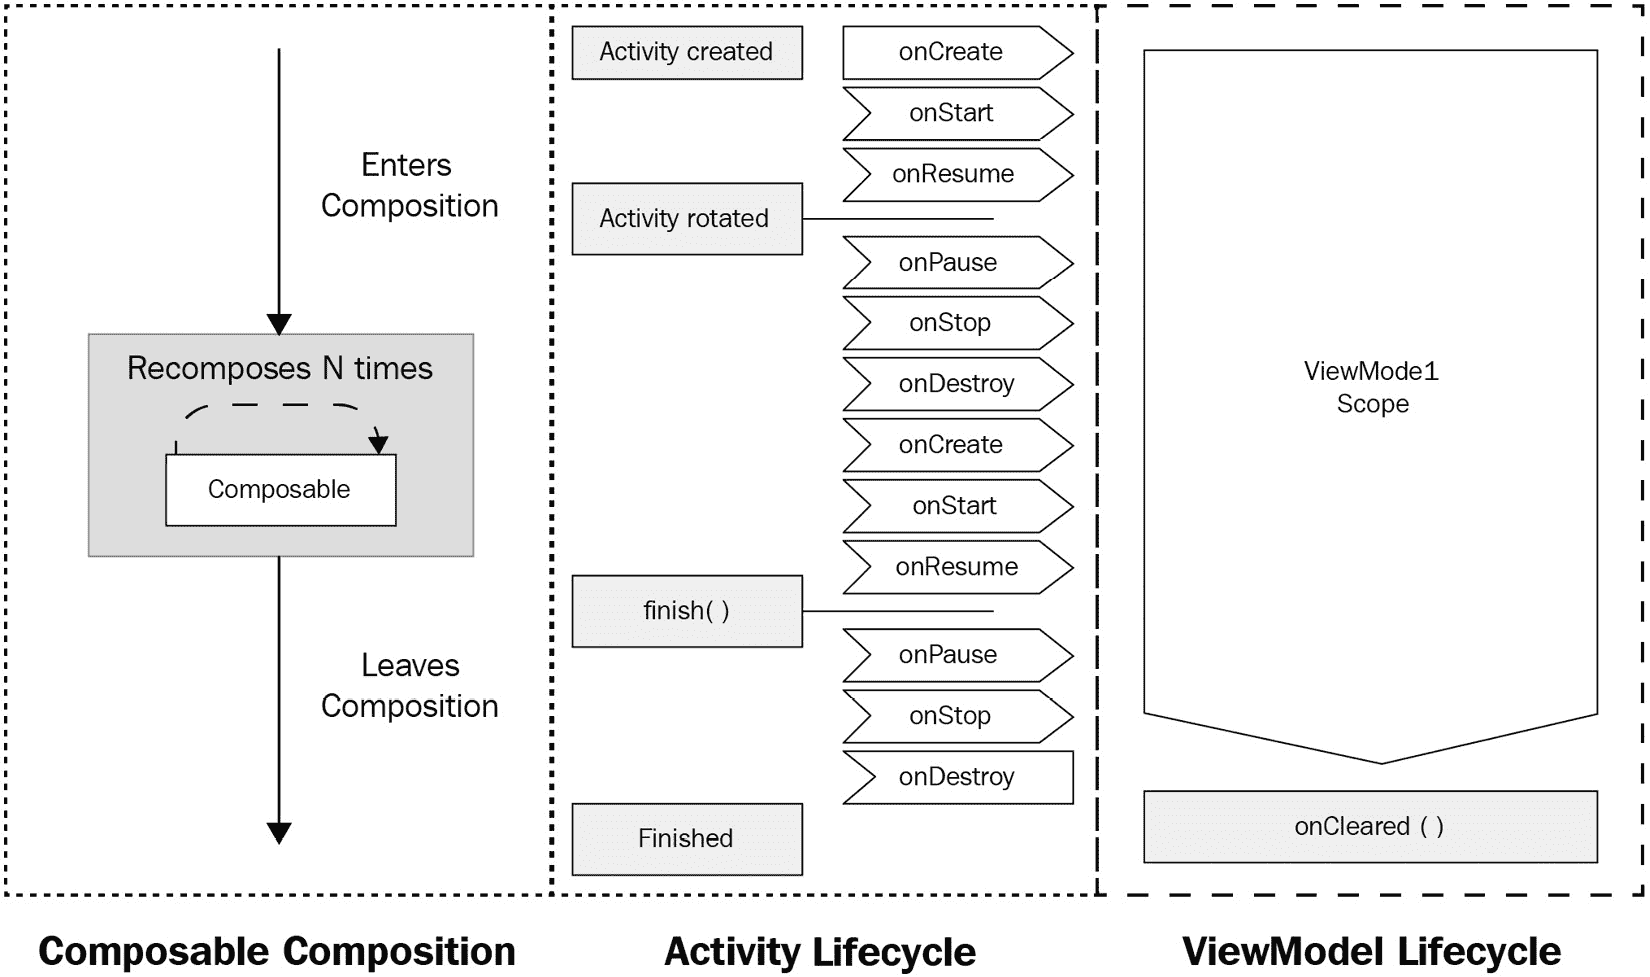 Enters
Composition
Recomposes N times
Composable
Leaves
Composition
Composable Composition
Activity created
onCreate
onStart
onResume
Activity rotated
onPause
onStop
onDestroy
onCreate
onStart
onResume
finish( )
onPause
onStop
onDestroy
Finished
Activity Lifecycle
ViewMode1
Scope
onCleared ( )
ViewModel Lifecycle